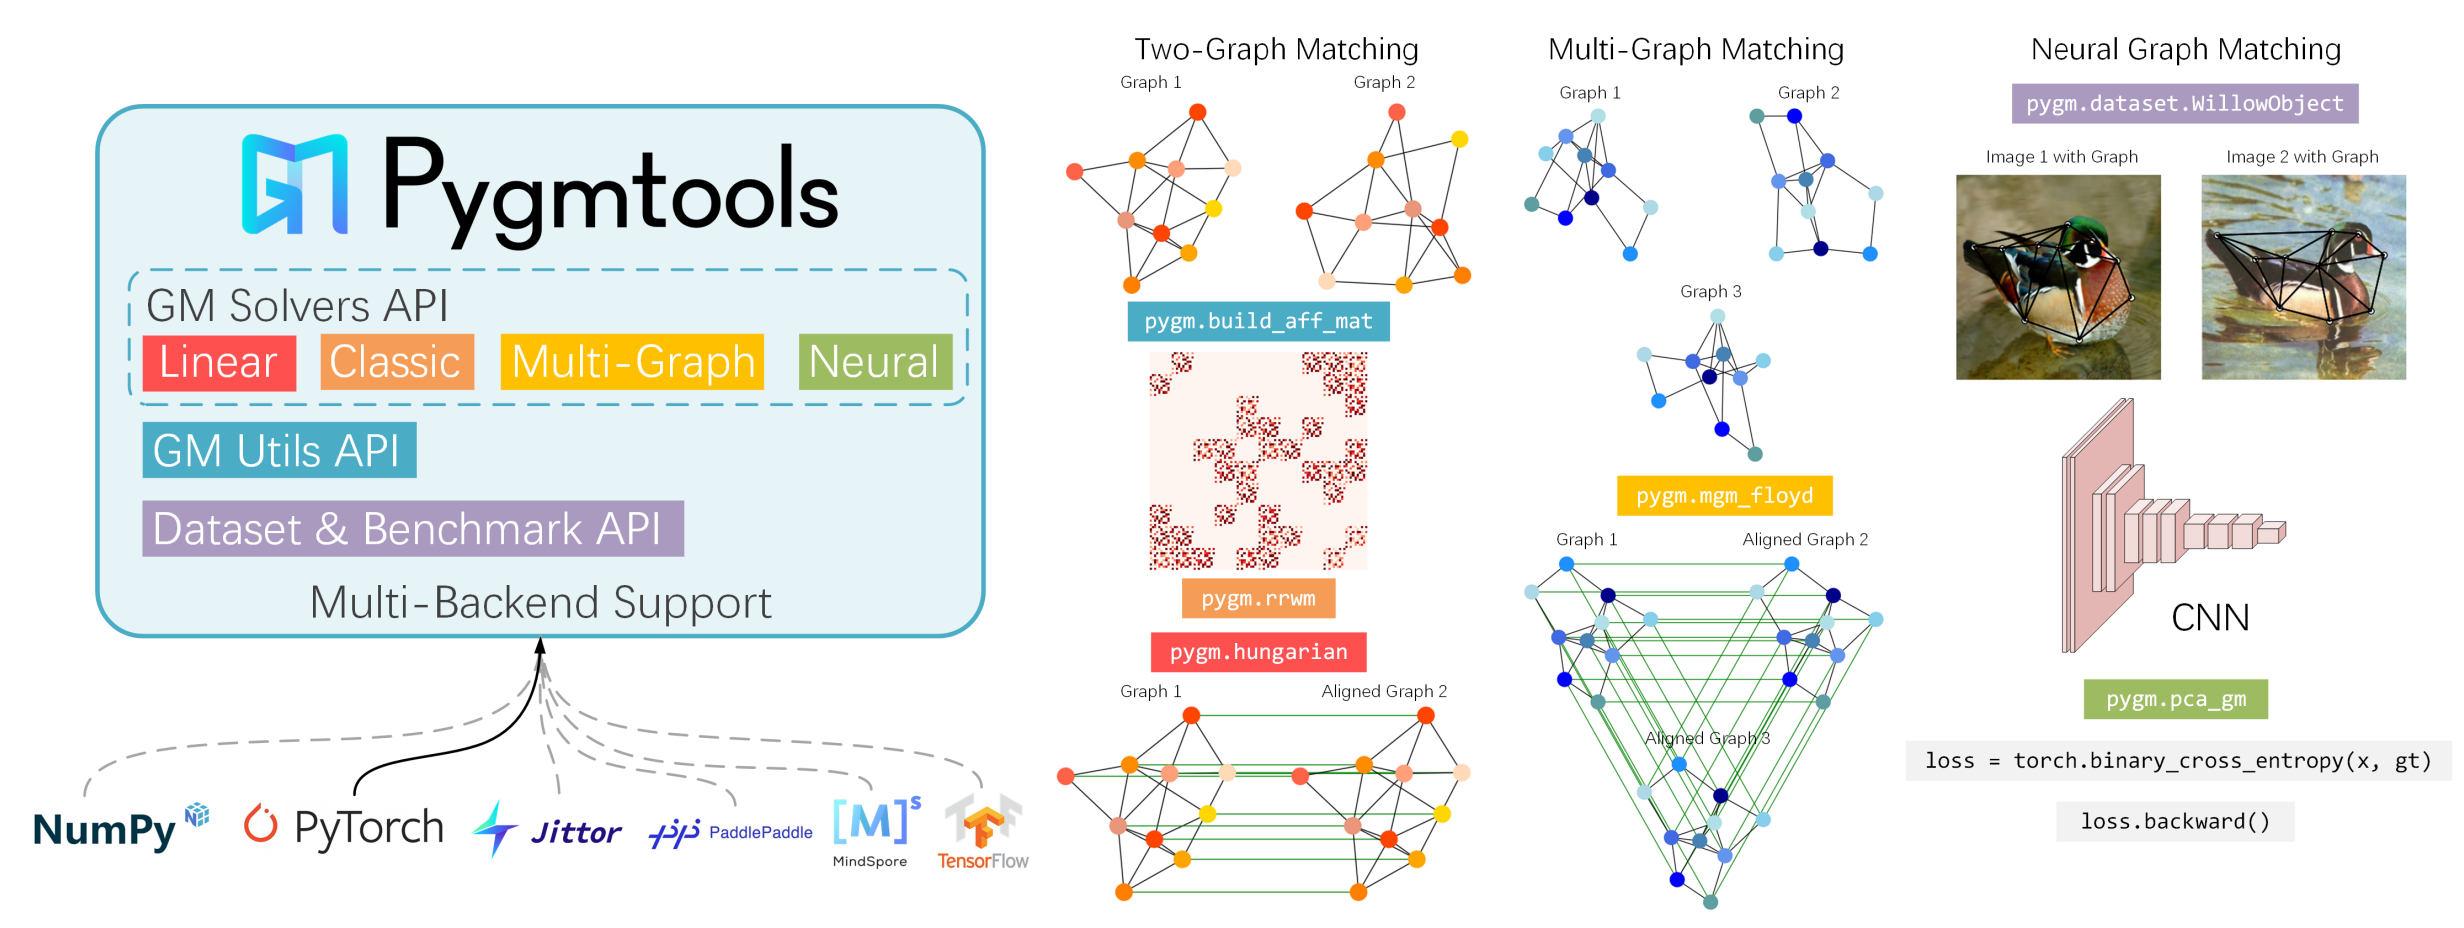 Pygmtools
GM Solvers API
Linear
Classic
Multi-Graph
Neural
GM Utils API
Dataset & Benchmark API
Multi-Backend Support
NumPy
PyTorch
Jittor
PaddlePaddle
[M]s
MindSpore
TensorFlow
Two-Graph Matching
Graph 1
Graph 2
pygm.build_aff_mat
pygm.rrwm
pygm.hungarian
Graph 1
Aligned Graph 2
Multi-Graph Matching
Graph 1
Graph 2
Graph 3
pygm.mgm_floyd
Graph 1
Aligned Graph 2
Aligned Graph 3
Neural Graph Matching
pygm.dataset.WillowObject
Image 1 with Graph
Image 2 with Graph
CNN
pygm.pca_gm
loss = torch.binary_cross_entropy(x, gt)
loss.backward()